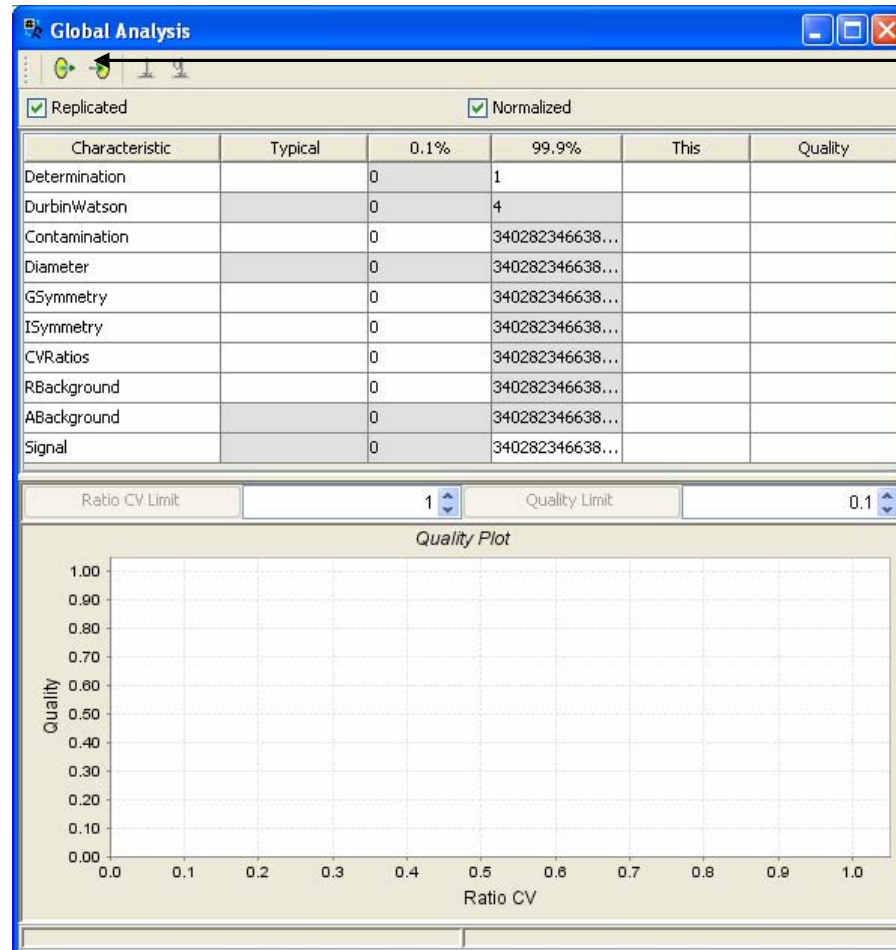 Global Analysis
Replicated Normalized
Characteristic Typical 0.1% 99.9% This Quality
Determination 0 1
DurbinWatson 0 4
Contamination 0 340282346638...
Diameter 0 340282346638...
GSymmetry 0 340282346638...
ISymmetry 0 340282346638...
CVRatios 0 340282346638...
RBackground 0 340282346638...
ABackground 0 340282346638...
Signal 0 340282346638...
Ratio CV Limit 1 Quality Limit 0.1
Quality Plot
1.00
0.90
0.80
0.70
0.60
0.50
0.40
0.30
0.20
0.10
0.00
Quality
0.0 0.1 0.2 0.3 0.4 0.5 0.6 0.7 0.8 0.9 1.0
Ratio CV